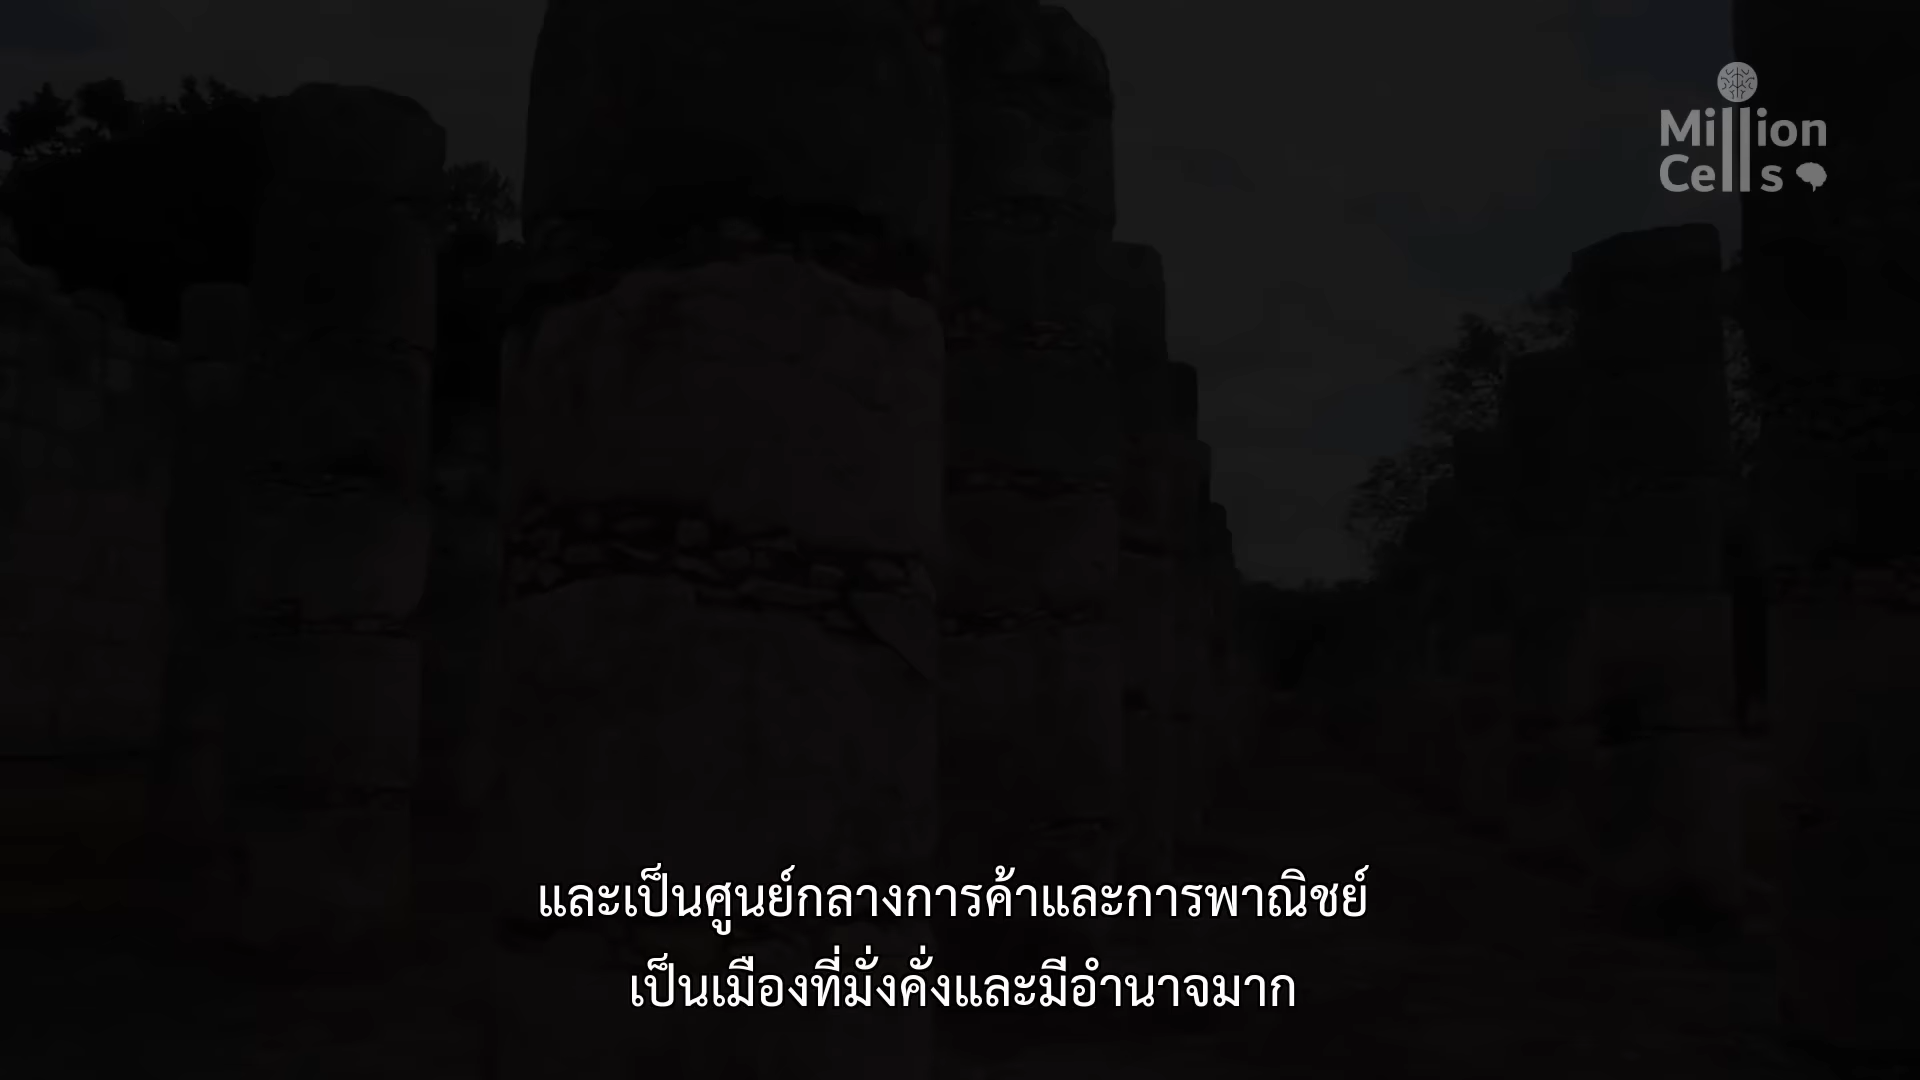 Million
Cells
และเป็นศูนย์กลางการค้าและการพาณิชย์
เป็นเมืองที่มั่งคั่งและมีอำนาจมาก